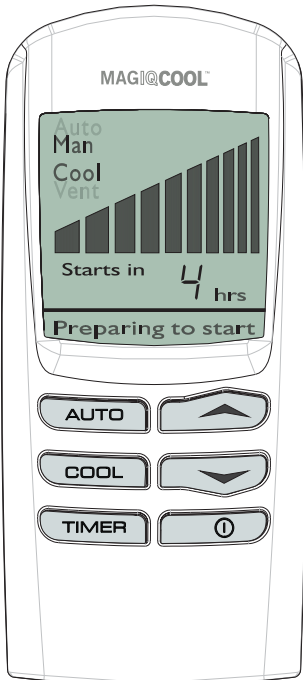 MAGIQCOOL™
Auto
Man
Cool
Vent
Starts in 4 hrs
Preparing to start
AUTO
COOL
TIMER